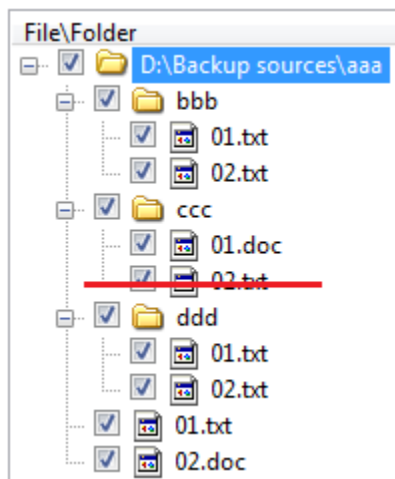 File\Folder
D:\Backup sources\aaa
bbb
01.txt
02.txt
ccc
01.doc
02.txt
ddd
01.txt
02.txt
01.txt
02.doc